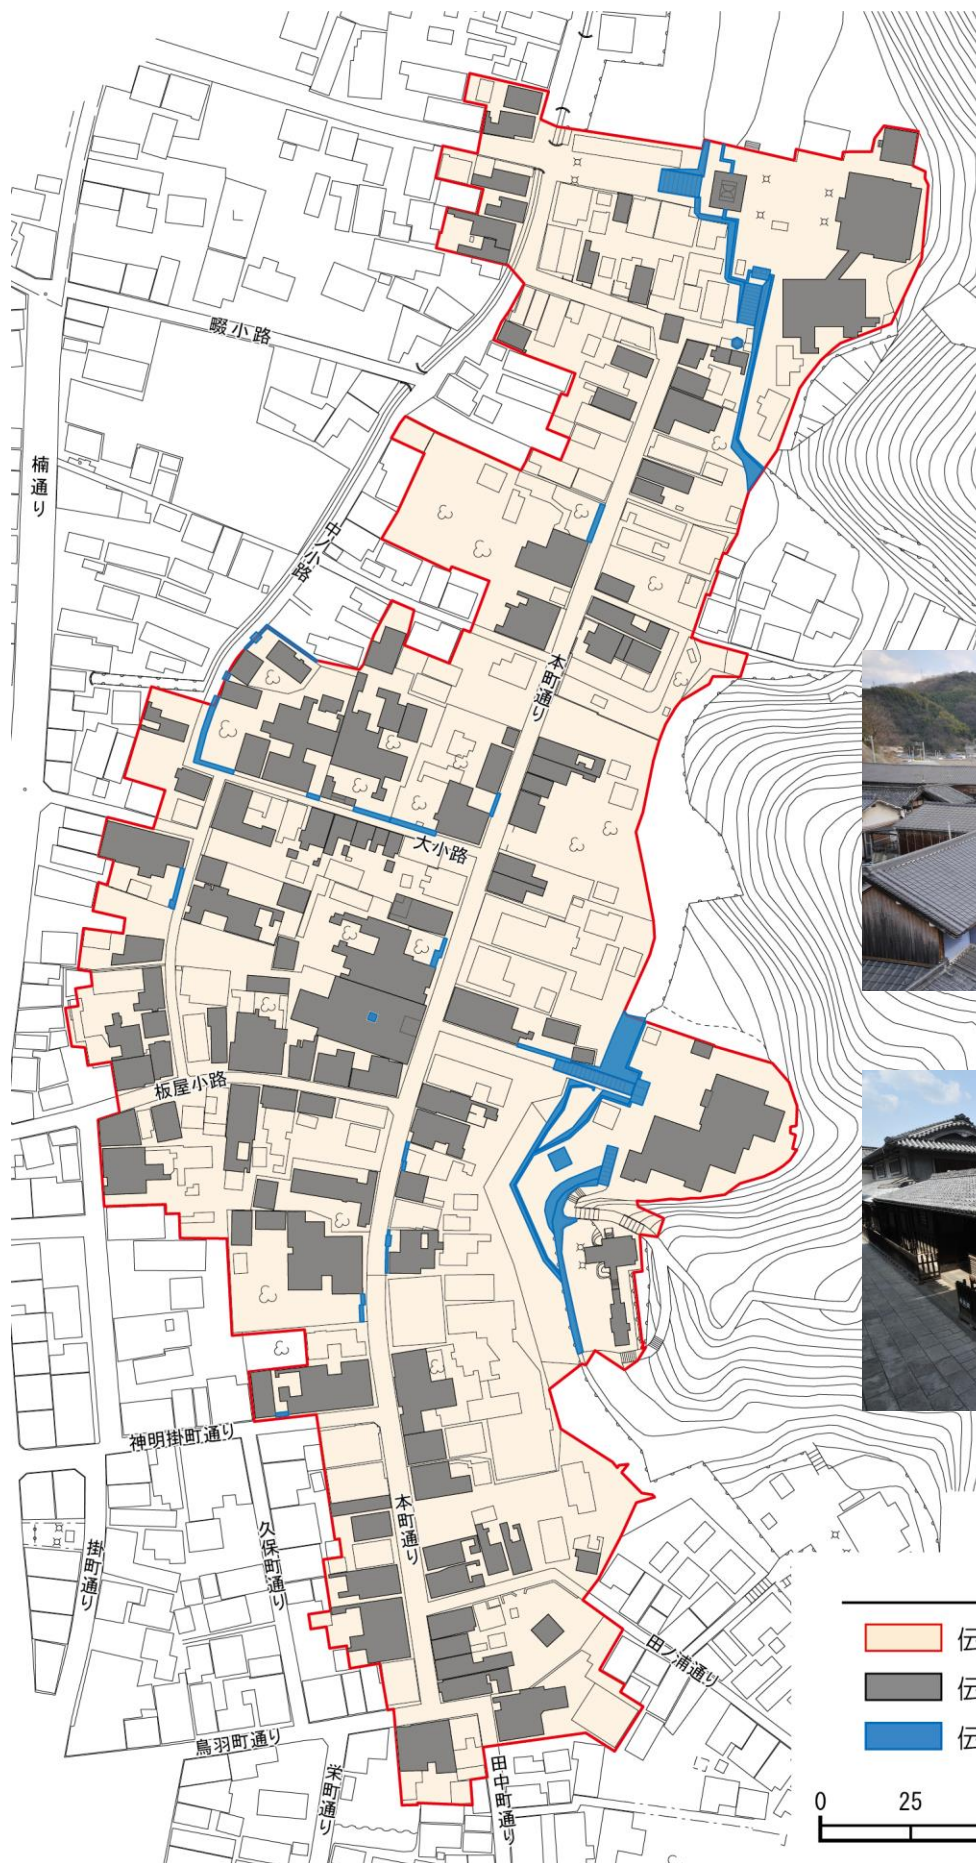 畷小路
楠通り
中ノ小路
本町通り
大小路
板屋小路
神明掛町通り
本町通り
久保町通り
掛町通り
田ノ浦通り
鳥羽町通り
栄町通り
田中町通り
伝
伝
伝
0 25